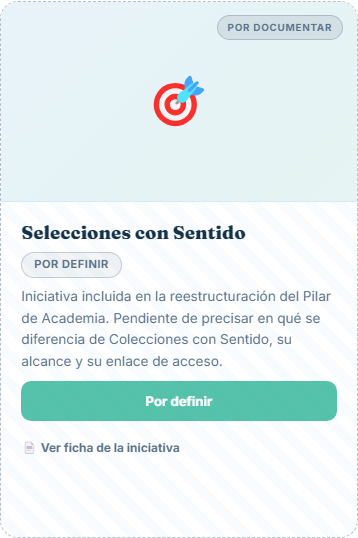 POR DOCUMENTAR
Selecciones con Sentido
POR DEFINIR
Iniciativa incluida en la reestructuración del Pilar
de Academia. Pendiente de precisar en qué se
diferencia de Colecciones con Sentido, su
alcance y su enlace de acceso.
Por definir
Ver ficha de la iniciativa